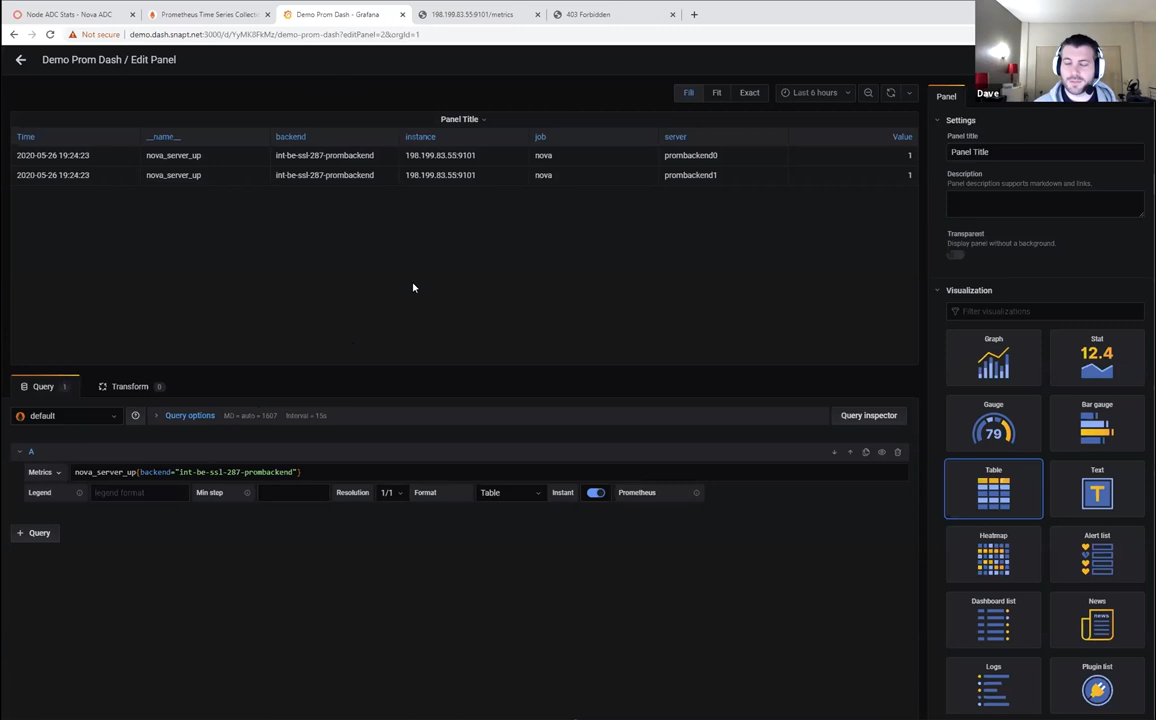 Node ADC Stats - Nova ADC
Prometheus Time Series Collecti
Demo Prom Dash - Grafana
198.199.83.55:9101/metrics
403 Forbidden
Not secure
demo.dash.snapt.net:3000/d/YyMK8FkMz/demo-prom-dash?editPanel=2&orgId=1
Dave
Demo Prom Dash / Edit Panel
Fill Fit Exact Last 6 hours
Panel Title
Time __name__ backend instance job server Value
2020-05-26 19:24:23 nova_server_up int-be-ssl-287-prombackend 198.199.83.55:9101 nova prombackend0 1
2020-05-26 19:24:23 nova_server_up int-be-ssl-287-prombackend 198.199.83.55:9101 nova prombackend1 1
Query 1 Transform 0
default Query options MD = auto = 1607 Interval = 15s Query inspector
A
Metrics nova_server_up{backend="int-be-ssl-287-prombackend"}
Legend legend format Min step Resolution 1/1 Format Table Instant Prometheus
+ Query
Panel
Settings
Panel title
Panel Title
Description
Panel description supports markdown and links.
Transparent
Display panel without a background.
Visualization
Filter visualizations
Graph Stat
12.4
Gauge Bar gauge
79
Table Text
T
Heatmap Alert list
Dashboard list News
news
Logs Plugin list